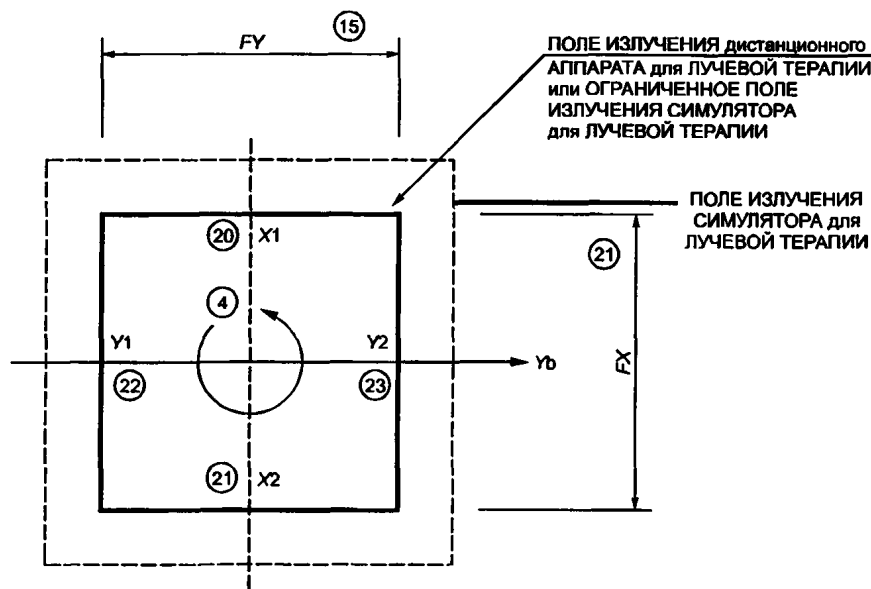 FY
15
ПОЛЕ ИЗЛУЧЕНИЯ дистанционного
АППАРАТА для ЛУЧЕВОЙ ТЕРАПИИ
или ОГРАНИЧЕННОЕ ПОЛЕ
ИЗЛУЧЕНИЯ СИМУЛЯТОРА
для ЛУЧЕВОЙ ТЕРАПИИ
ПОЛЕ ИЗЛУЧЕНИЯ
СИМУЛЯТОРА для
ЛУЧЕВОЙ ТЕРАПИИ
20 X1
21
4
Y1
Y2
Yb
22
23
FX
21 X2